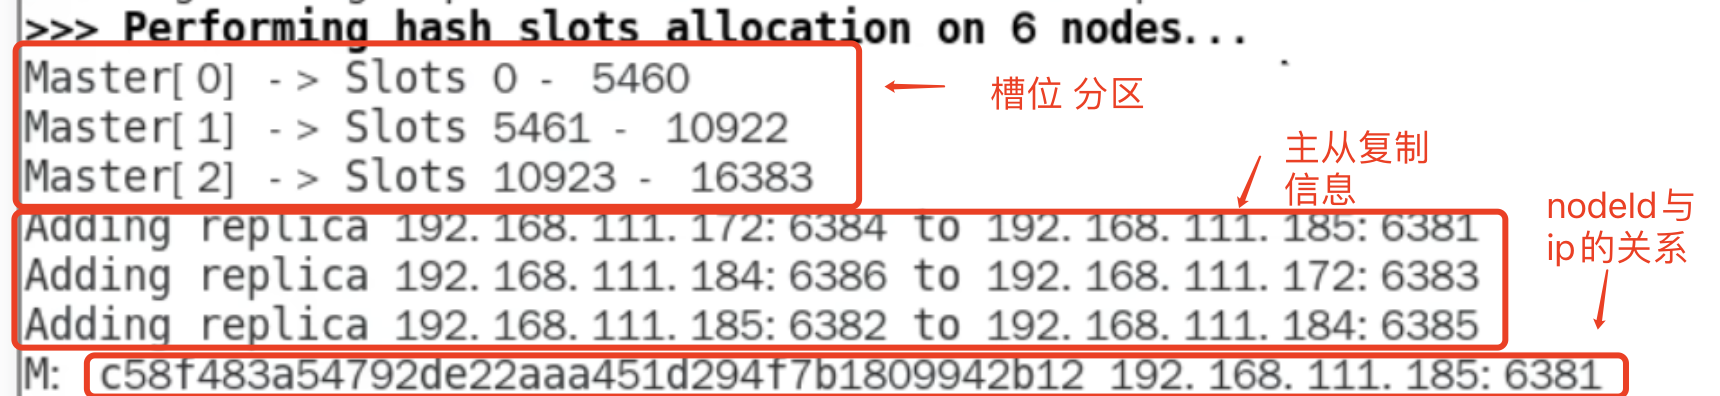 >>> Performing hash slots allocation on 6 nodes...
Master[0] -> Slots 0 - 5460
槽位 分区
Master[1] -> Slots 5461 - 10922
主从复制
信息
Master[2] -> Slots 10923 - 16383
nodeId与
ip的关系
Adding replica 192.168.111.172:6384 to 192.168.111.185:6381
Adding replica 192.168.111.184:6386 to 192.168.111.172:6383
Adding replica 192.168.111.185:6382 to 192.168.111.184:6385
M: c58f483a54792de22aaa451d294f7b1809942b12 192.168.111.185:6381